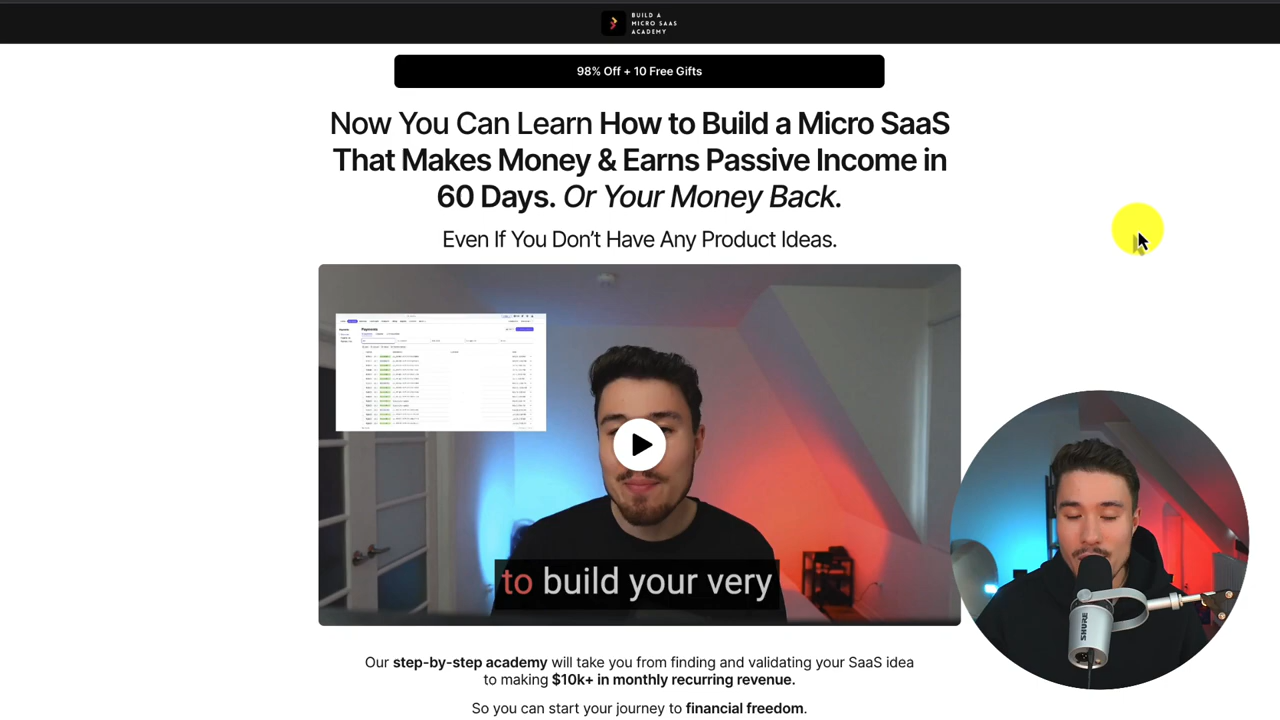 BUILD A
MICRO SAAS
ACADEMY
98% Off + 10 Free Gifts
Now You Can Learn How to Build a Micro SaaS
That Makes Money & Earns Passive Income in
60 Days. Or Your Money Back.
Even If You Don’t Have Any Product Ideas.
Payments
to build your very
SHURE
Our step-by-step academy will take you from finding and validating your SaaS idea
to making $10k+ in monthly recurring revenue.
So you can start your journey to financial freedom.